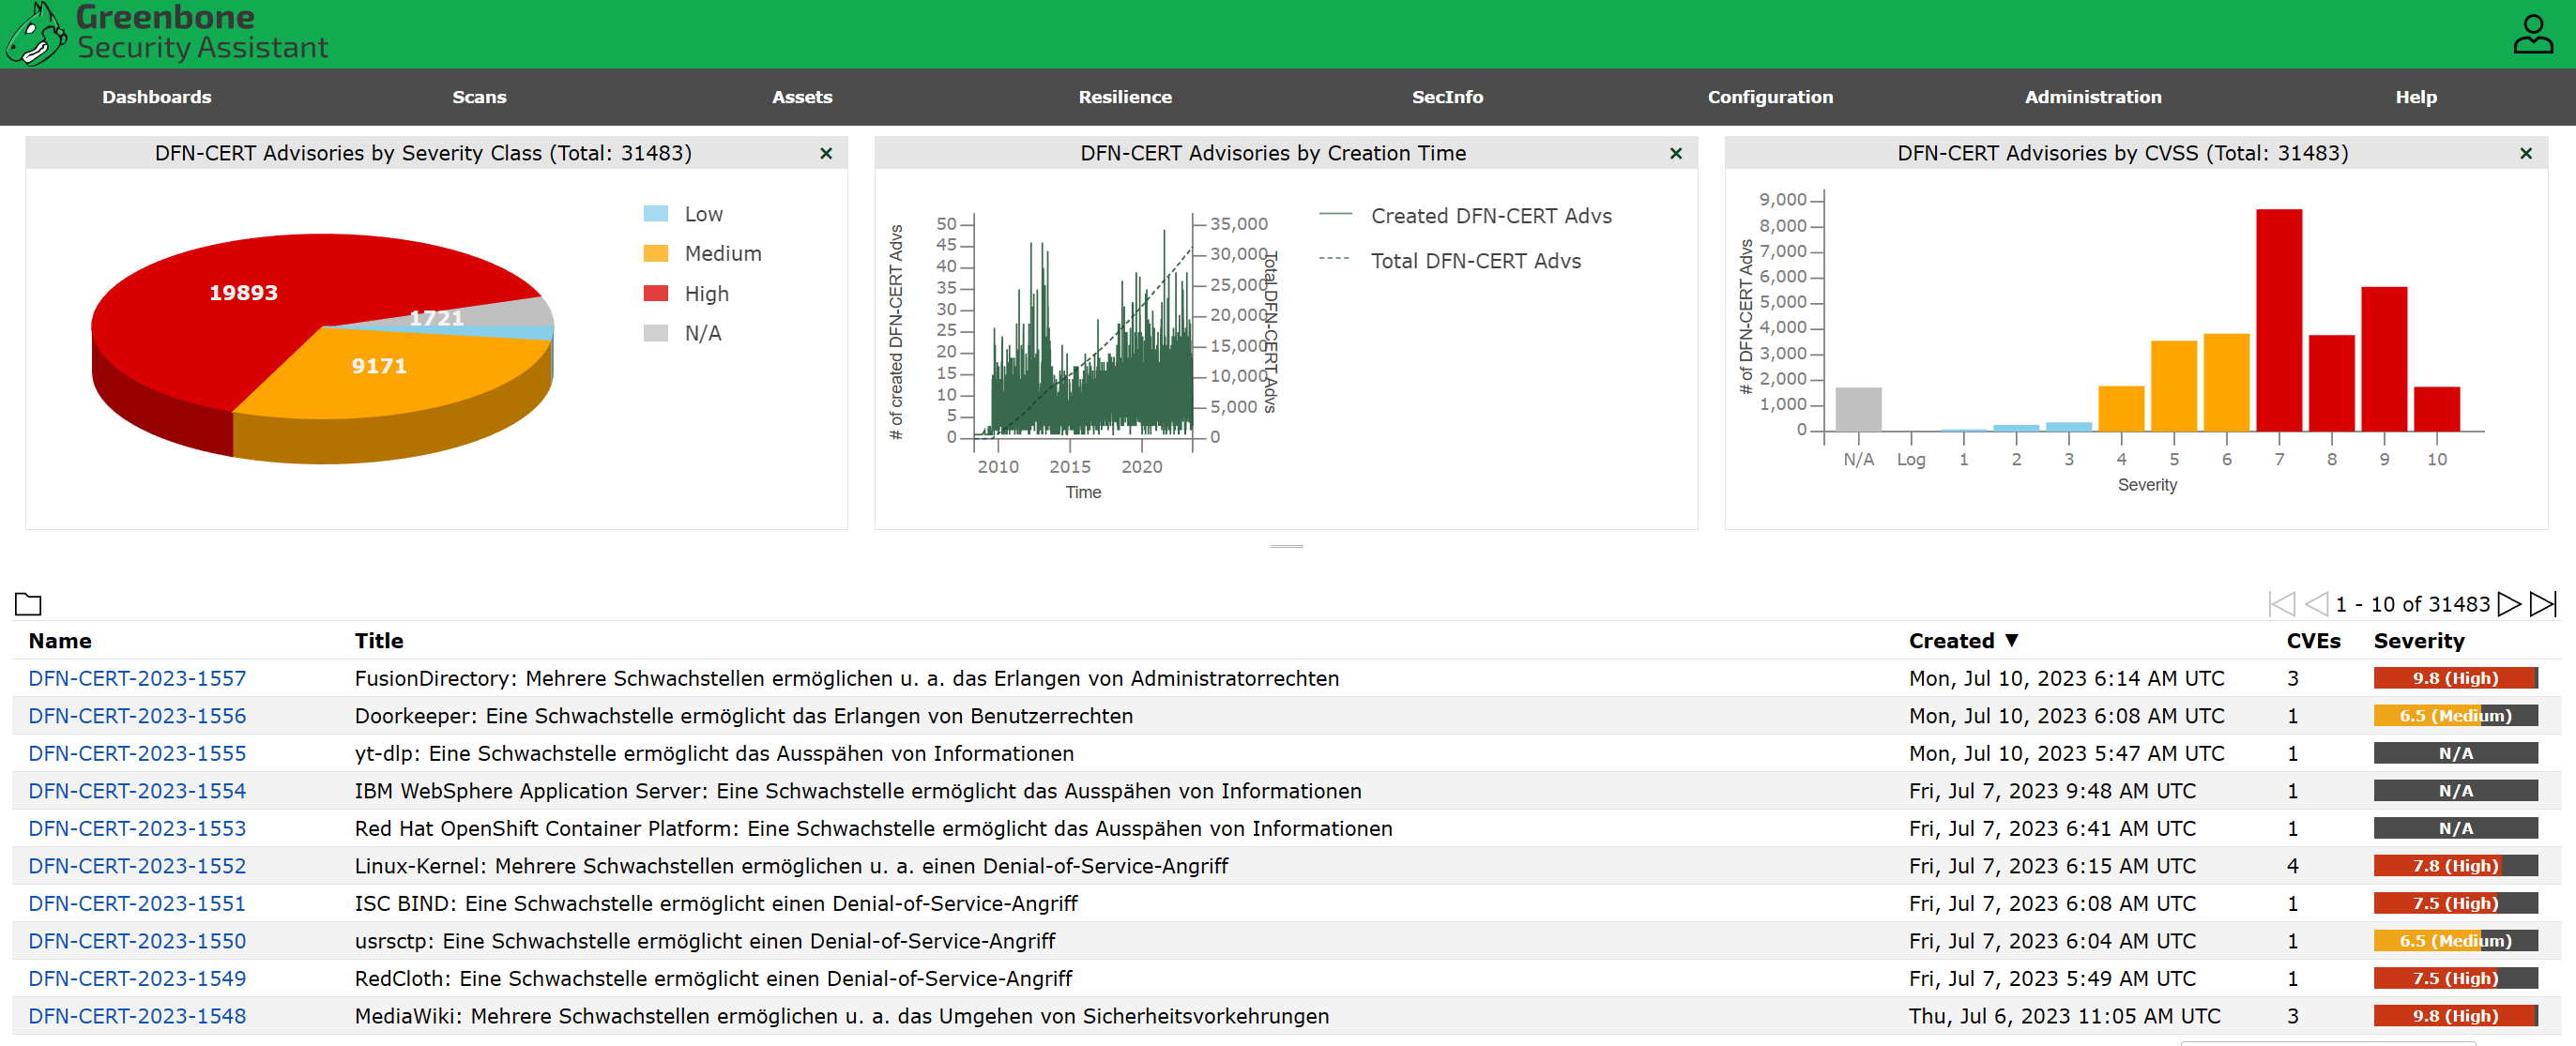 Greenbone
Security Assistant
Dashboards Scans Assets Resilience SecInfo Configuration Administration Help
DFN-CERT Advisories by Severity Class (Total: 31483) ×
19893
1721
9171
Low
Medium
High
N/A
DFN-CERT Advisories by Creation Time ×
# of created DFN-CERT Advs
50
45
40
35
30
25
20
15
10
5
0
35,000
30,000
25,000
20,000
15,000
10,000
5,000
0
Total DFN-CERT Advs
2010 2015 2020
Time
Created DFN-CERT Advs
Total DFN-CERT Advs
DFN-CERT Advisories by CVSS (Total: 31483) ×
# of DFN-CERT Advs
9,000
8,000
7,000
6,000
5,000
4,000
3,000
2,000
1,000
0
N/A Log 1 2 3 4 5 6 7 8 9 10
Severity
1 - 10 of 31483
Name Title Created ▼ CVEs Severity
DFN-CERT-2023-1557 FusionDirectory: Mehrere Schwachstellen ermöglichen u. a. das Erlangen von Administratorrechten Mon, Jul 10, 2023 6:14 AM UTC 3 9.8 (High)
DFN-CERT-2023-1556 Doorkeeper: Eine Schwachstelle ermöglicht das Erlangen von Benutzerrechten Mon, Jul 10, 2023 6:08 AM UTC 1 6.5 (Medium)
DFN-CERT-2023-1555 yt-dlp: Eine Schwachstelle ermöglicht das Ausspähen von Informationen Mon, Jul 10, 2023 5:47 AM UTC 1 N/A
DFN-CERT-2023-1554 IBM WebSphere Application Server: Eine Schwachstelle ermöglicht das Ausspähen von Informationen Fri, Jul 7, 2023 9:48 AM UTC 1 N/A
DFN-CERT-2023-1553 Red Hat OpenShift Container Platform: Eine Schwachstelle ermöglicht das Ausspähen von Informationen Fri, Jul 7, 2023 6:41 AM UTC 1 N/A
DFN-CERT-2023-1552 Linux-Kernel: Mehrere Schwachstellen ermöglichen u. a. einen Denial-of-Service-Angriff Fri, Jul 7, 2023 6:15 AM UTC 4 7.8 (High)
DFN-CERT-2023-1551 ISC BIND: Eine Schwachstelle ermöglicht einen Denial-of-Service-Angriff Fri, Jul 7, 2023 6:08 AM UTC 1 7.5 (High)
DFN-CERT-2023-1550 usrsctp: Eine Schwachstelle ermöglicht einen Denial-of-Service-Angriff Fri, Jul 7, 2023 6:04 AM UTC 1 6.5 (Medium)
DFN-CERT-2023-1549 RedCloth: Eine Schwachstelle ermöglicht einen Denial-of-Service-Angriff Fri, Jul 7, 2023 5:49 AM UTC 1 7.5 (High)
DFN-CERT-2023-1548 MediaWiki: Mehrere Schwachstellen ermöglichen u. a. das Umgehen von Sicherheitsvorkehrungen Thu, Jul 6, 2023 11:05 AM UTC 3 9.8 (High)